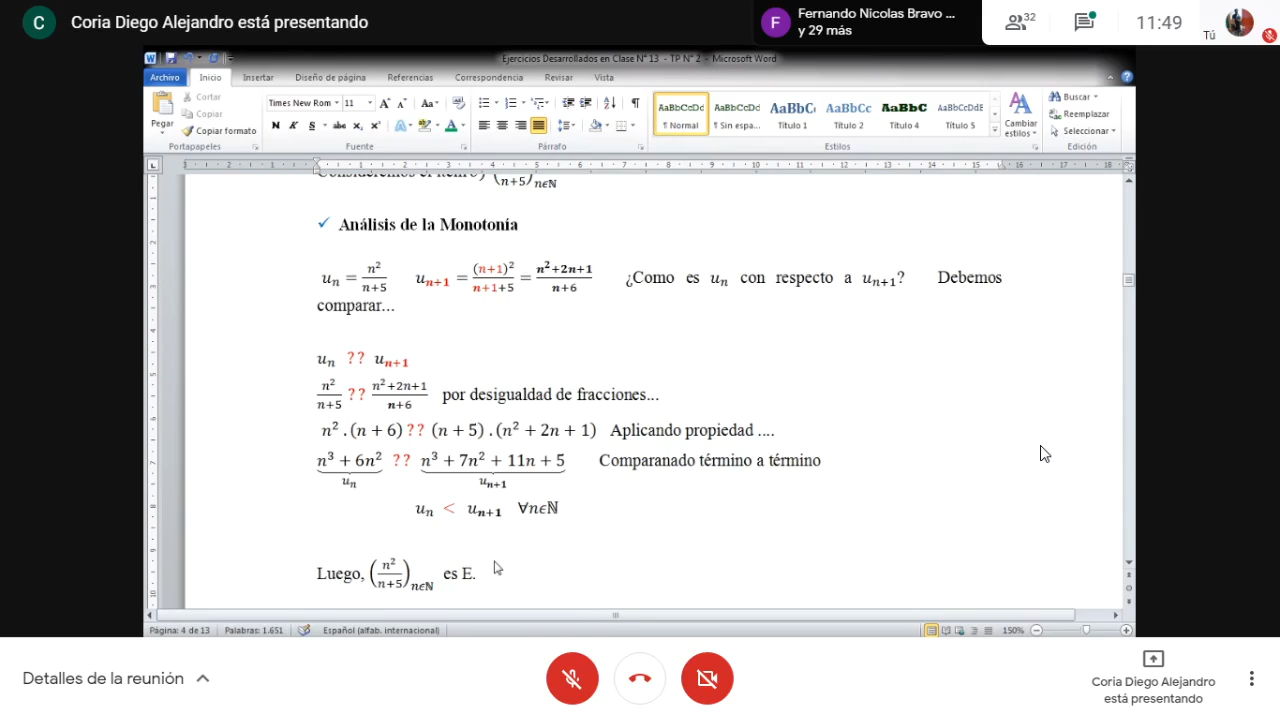 C Coria Diego Alejandro está presentando
F Fernando Nicolas Bravo ...
y 29 más
32
11:49
Tú
Ejercicios Desarrollados en Clase N° 13 - TP N° 2 - Microsoft Word
Archivo Inicio Insertar Diseño de página Referencias Correspondencia Revisar Vista
Pegar
Cortar
Copiar
Copiar formato
Portapapeles
Times New Rom 11
Fuente
Párrafo
AaBbCcDd AaBbCcDd AaBbC AaBbCc AaBbC AaBbCcDdE
¶ Normal ¶ Sin espa... Título 1 Título 2 Título 4 Título 5
Cambiar estilos
Estilos
Buscar
Reemplazar
Seleccionar
Edición
(n+5) n∈ℕ
✓ Análisis de la Monotonía
uₙ = n²/(n+5) uₙ₊₁ = (n+1)²/(n+1+5) = (n²+2n+1)/(n+6) ¿Como es uₙ con respecto a uₙ₊₁? Debemos
comparar...
uₙ ?? uₙ₊₁
n²/(n+5) ?? (n²+2n+1)/(n+6) por desigualdad de fracciones...
n² .(n + 6) ?? (n + 5) .(n² + 2n + 1) Aplicando propiedad ....
n³ + 6n² ?? n³ + 7n² + 11n + 5 Comparanado término a término
uₙ uₙ₊₁
uₙ < uₙ₊₁ ∀n∈ℕ
Luego, (n²/(n+5)) n∈ℕ es E.
Página: 4 de 13 Palabras: 1.651 Español (alfab. internacional) 150%
Detalles de la reunión
Coria Diego Alejandro
está presentando